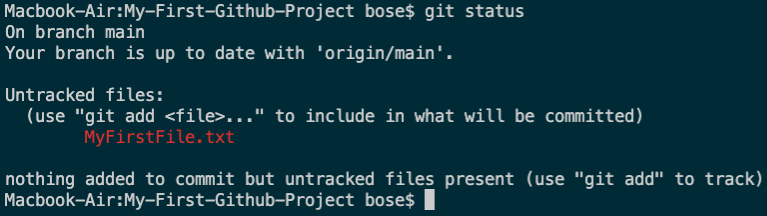 Macbook-Air:My-First-Github-Project bose$ git status
On branch main
Your branch is up to date with 'origin/main'.

Untracked files:
  (use "git add <file>..." to include in what will be committed)
        MyFirstFile.txt

nothing added to commit but untracked files present (use "git add" to track)
Macbook-Air:My-First-Github-Project bose$